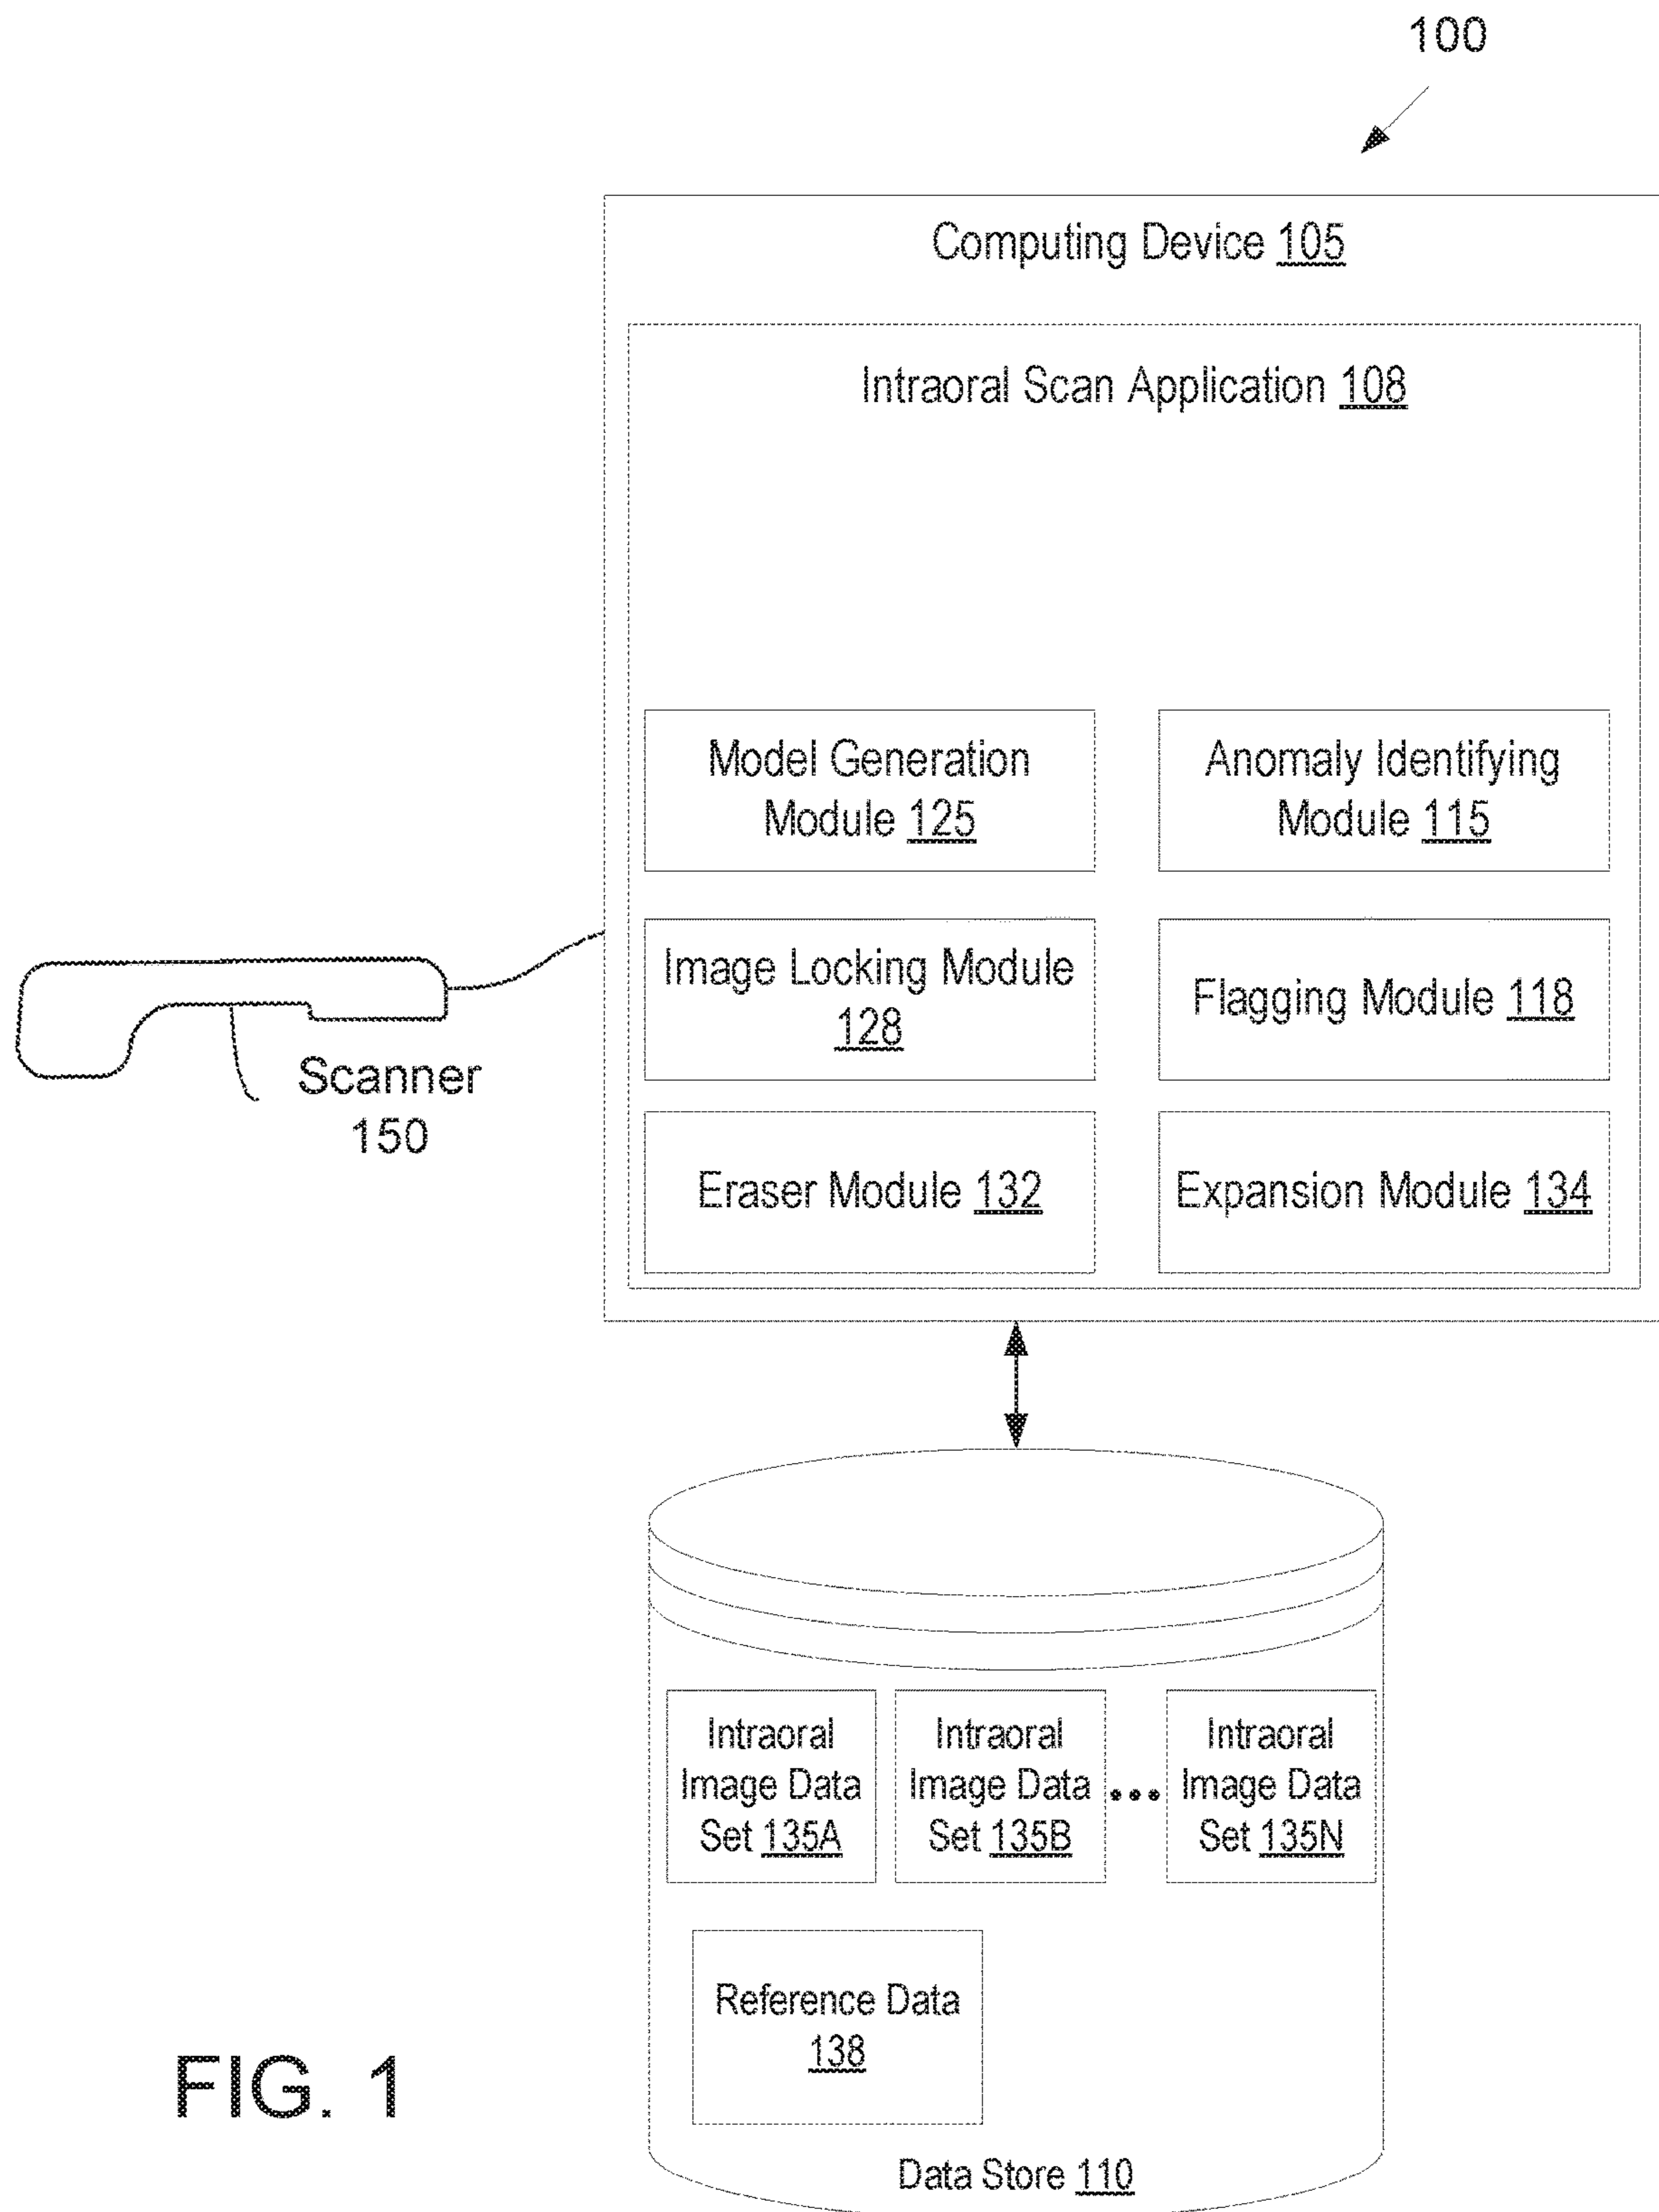 100
Computing Device 105
Intraoral Scan Application 108
Model Generation
Module 125
Anomaly Identifying
Module 115
Image Locking Module
128
Flagging Module 118
Scanner
150
Eraser Module 132
Expansion Module 134
Intraoral
Image Data
Set 135A
Intraoral
Image Data
Set 135B
•••
Intraoral
Image Data
Set 135N
Reference Data
138
FIG. 1
Data Store 110